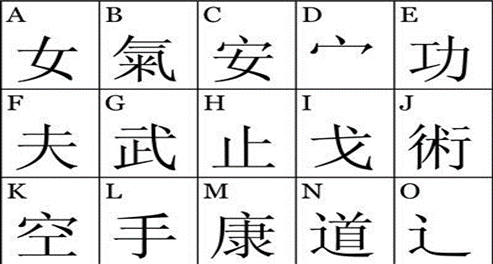 A B C D E
女 氣 安 宀 功
F G H I J
夫 武 止 戈 術
K L M N O
空 手 康 道 辶